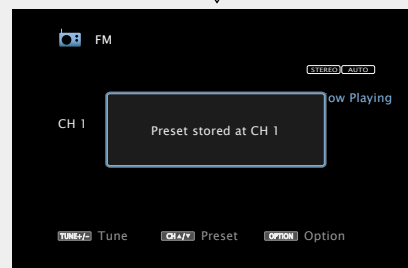 FM
STEREO AUTO
ow Playing
CH 1
Preset stored at CH 1
TUNE+/- Tune CH▲/▼ Preset OPTION Option